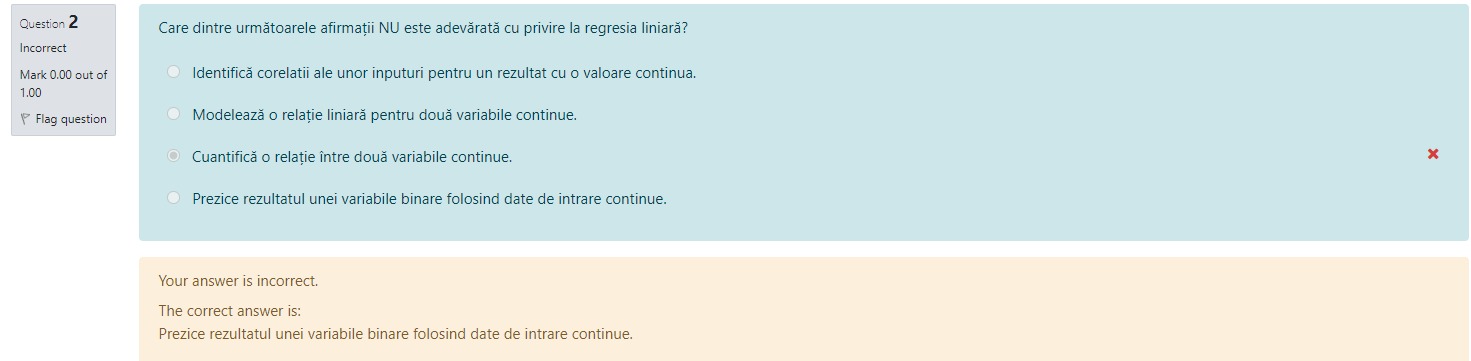 Question 2
Incorrect
Mark 0.00 out of
1.00
Flag question
Care dintre următoarele afirmații NU este adevărată cu privire la regresia liniară?
Identifică corelatii ale unor inputuri pentru un rezultat cu o valoare continua.
Modelează o relație liniară pentru două variabile continue.
Cuantifică o relație între două variabile continue.
Prezice rezultatul unei variabile binare folosind date de intrare continue.
Your answer is incorrect.
The correct answer is:
Prezice rezultatul unei variabile binare folosind date de intrare continue.